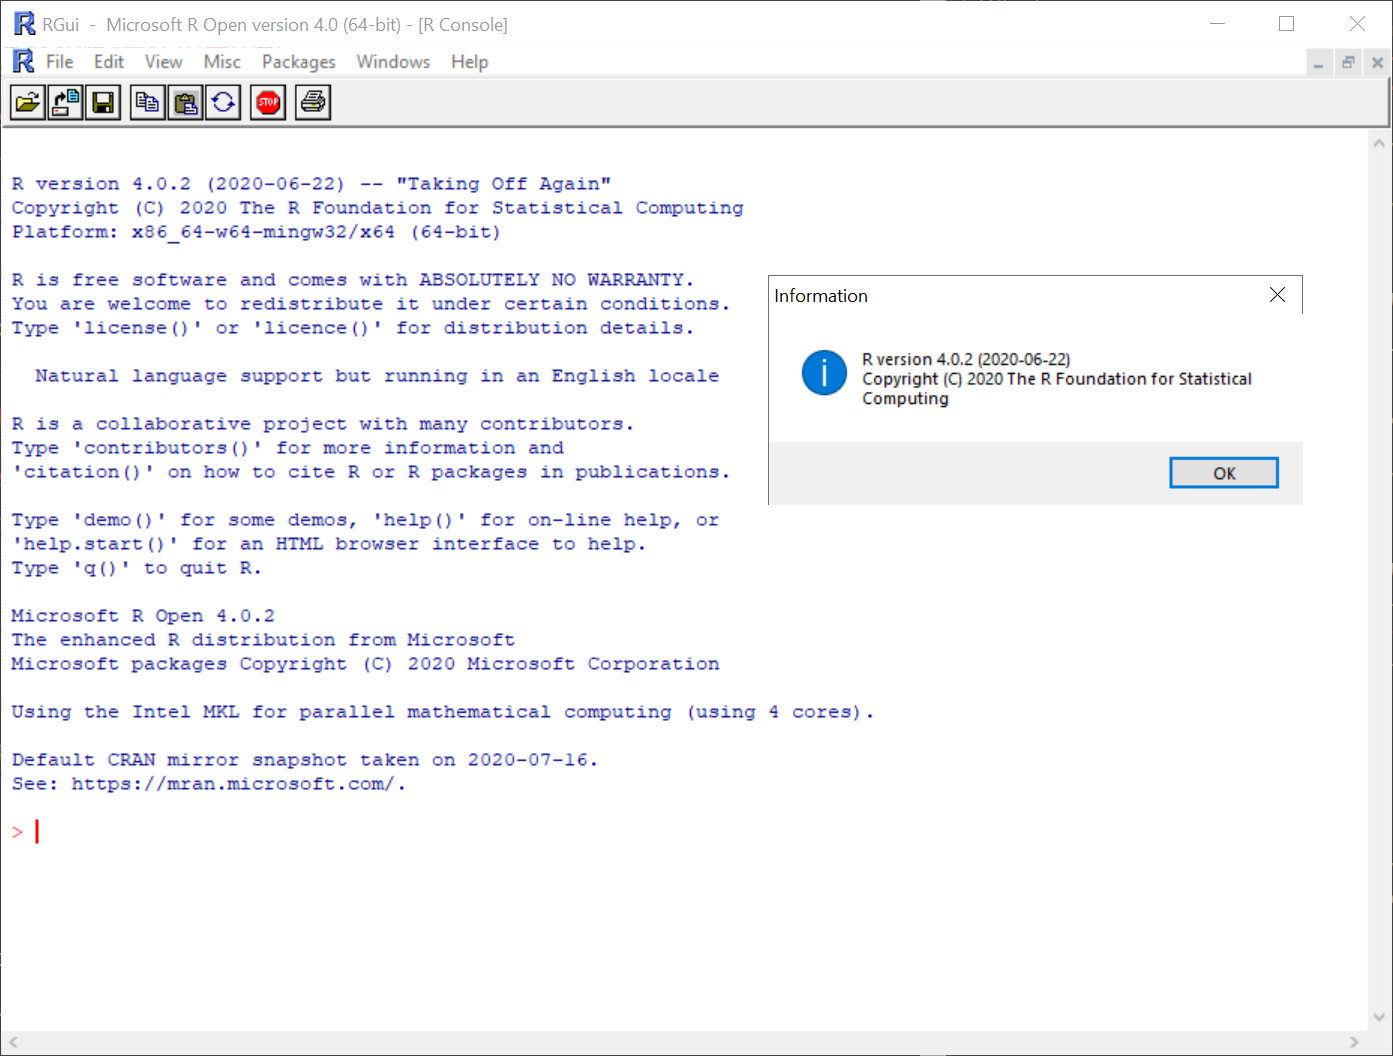 RGui - Microsoft R Open version 4.0 (64-bit) - [R Console]
File Edit View Misc Packages Windows Help
STOP
R version 4.0.2 (2020-06-22) -- "Taking Off Again"
Copyright (C) 2020 The R Foundation for Statistical Computing
Platform: x86_64-w64-mingw32/x64 (64-bit)
R is free software and comes with ABSOLUTELY NO WARRANTY.
You are welcome to redistribute it under certain conditions.
Type 'license()' or 'licence()' for distribution details.
Natural language support but running in an English locale
R is a collaborative project with many contributors.
Type 'contributors()' for more information and
'citation()' on how to cite R or R packages in publications.
Type 'demo()' for some demos, 'help()' for on-line help, or
'help.start()' for an HTML browser interface to help.
Type 'q()' to quit R.
Microsoft R Open 4.0.2
The enhanced R distribution from Microsoft
Microsoft packages Copyright (C) 2020 Microsoft Corporation
Using the Intel MKL for parallel mathematical computing (using 4 cores).
Default CRAN mirror snapshot taken on 2020-07-16.
See: https://mran.microsoft.com/.
>
Information
R version 4.0.2 (2020-06-22)
Copyright (C) 2020 The R Foundation for Statistical
Computing
OK